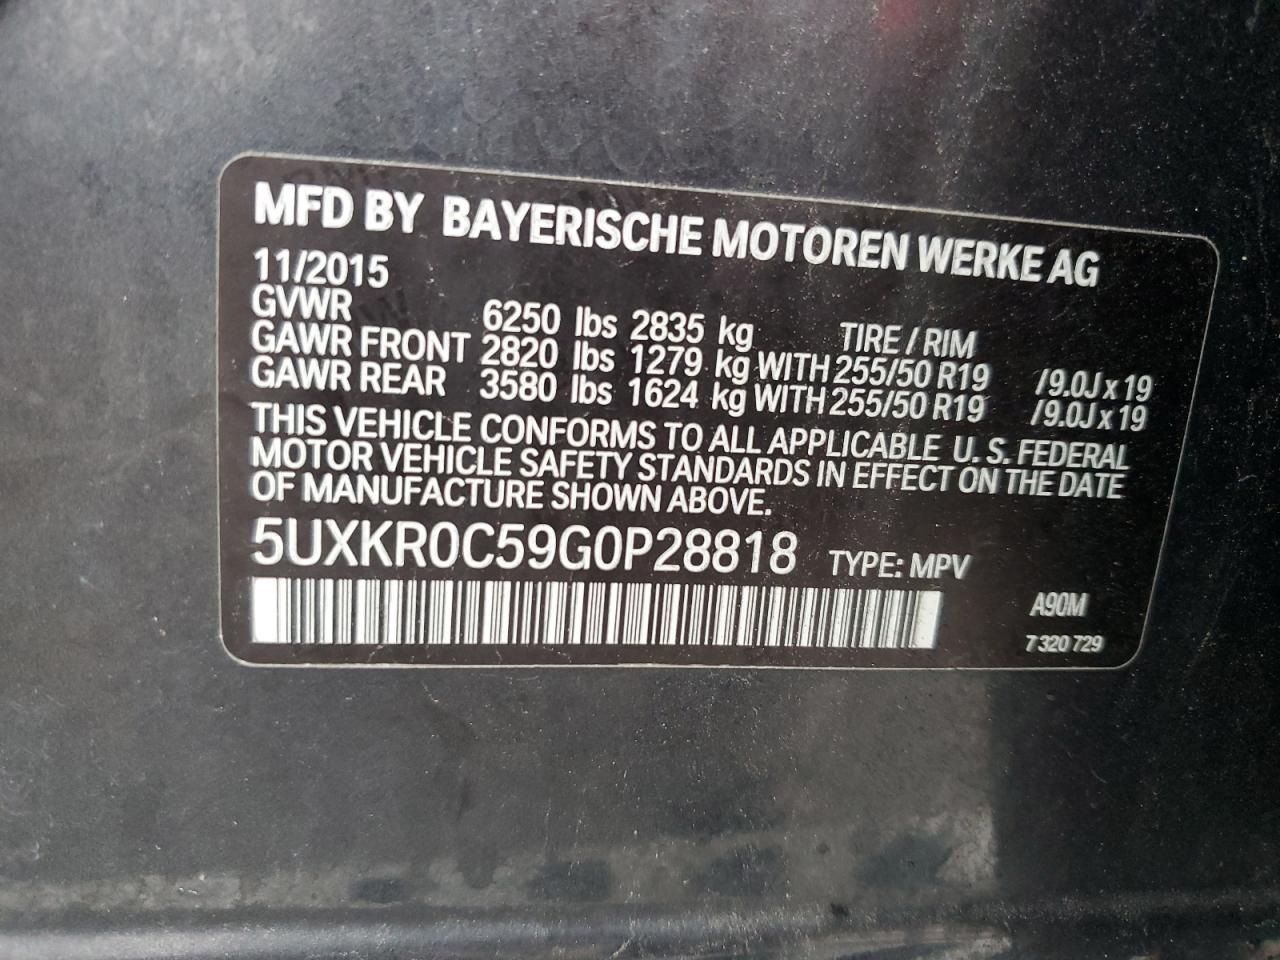 MFD BY BAYERISCHE MOTOREN WERKE AG
11/2015
GVWR 6250 lbs 2835 kg TIRE / RIM
GAWR FRONT 2820 lbs 1279 kg WITH 255/50 R19 /9.0J x 19
GAWR REAR 3580 lbs 1624 kg WITH 255/50 R19 /9.0J x 19
THIS VEHICLE CONFORMS TO ALL APPLICABLE U. S. FEDERAL
MOTOR VEHICLE SAFETY STANDARDS IN EFFECT ON THE DATE
OF MANUFACTURE SHOWN ABOVE.
5UXKR0C59G0P28818 TYPE: MPV
A90M
7 320 729